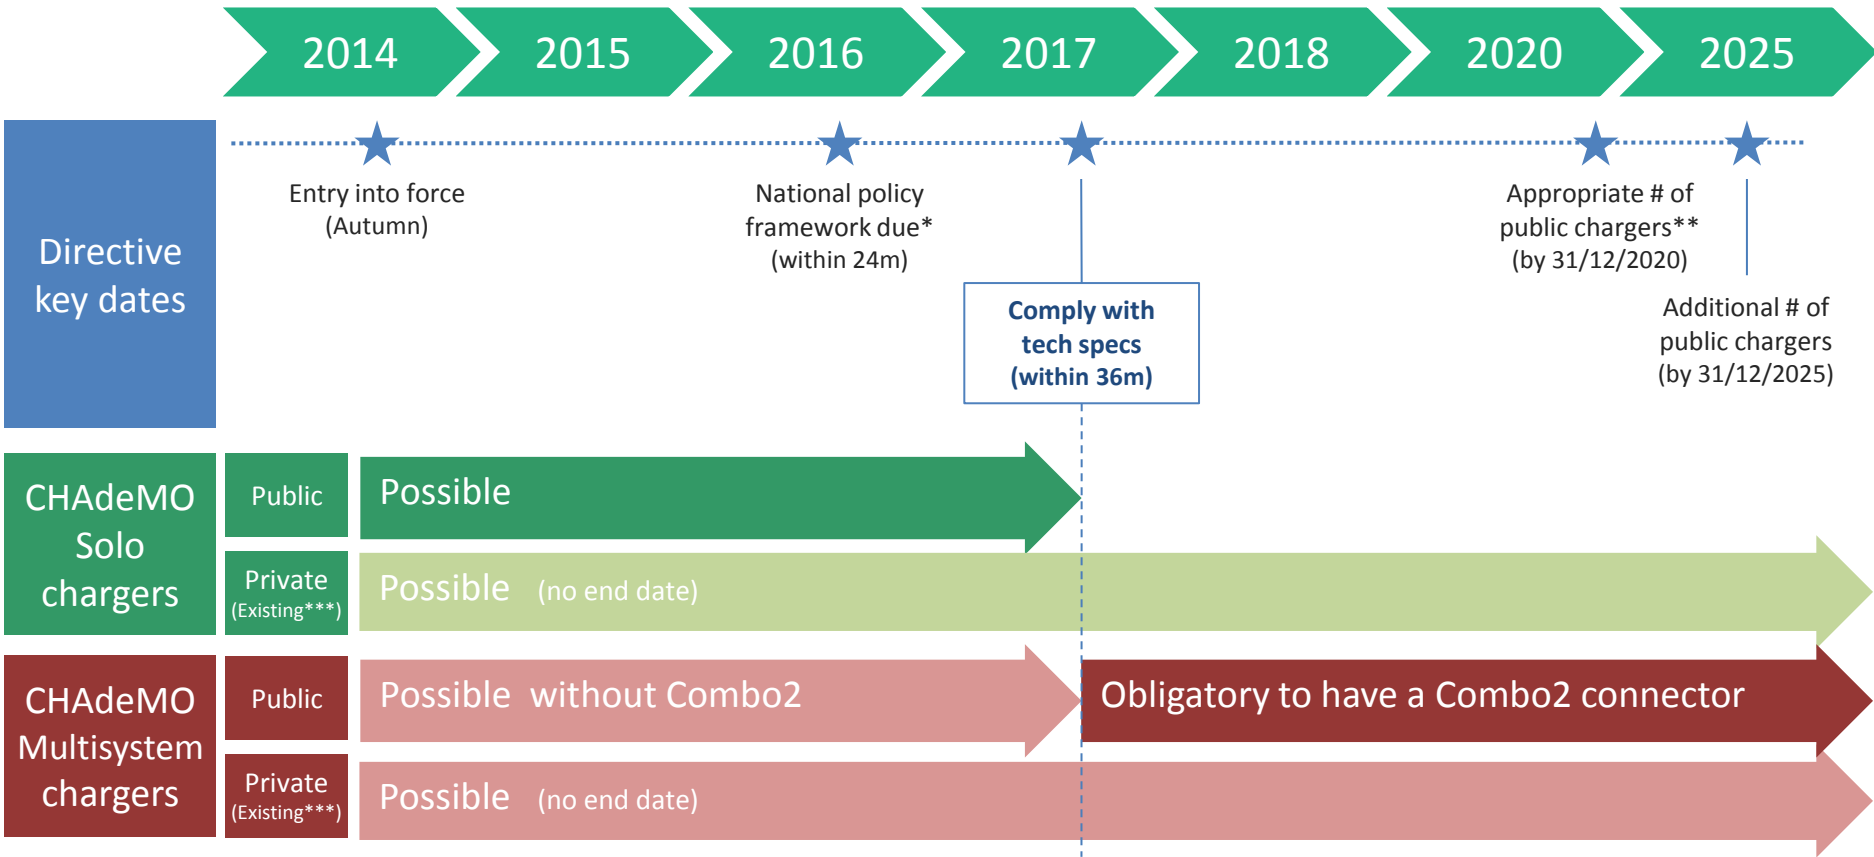 2014 2015 2016 2017 2018 2020 2025
Directive
key dates
Entry into force
(Autumn)
National policy
framework due*
(within 24m)
Comply with
tech specs
(within 36m)
Appropriate # of
public chargers**
(by 31/12/2020)
Additional # of
public chargers
(by 31/12/2025)
CHAdeMO
Solo
chargers
Public
Possible
Private
(Existing***)
Possible (no end date)
CHAdeMO
Multisystem
chargers
Public
Possible without Combo2
Obligatory to have a Combo2 connector
Private
(Existing***)
Possible (no end date)